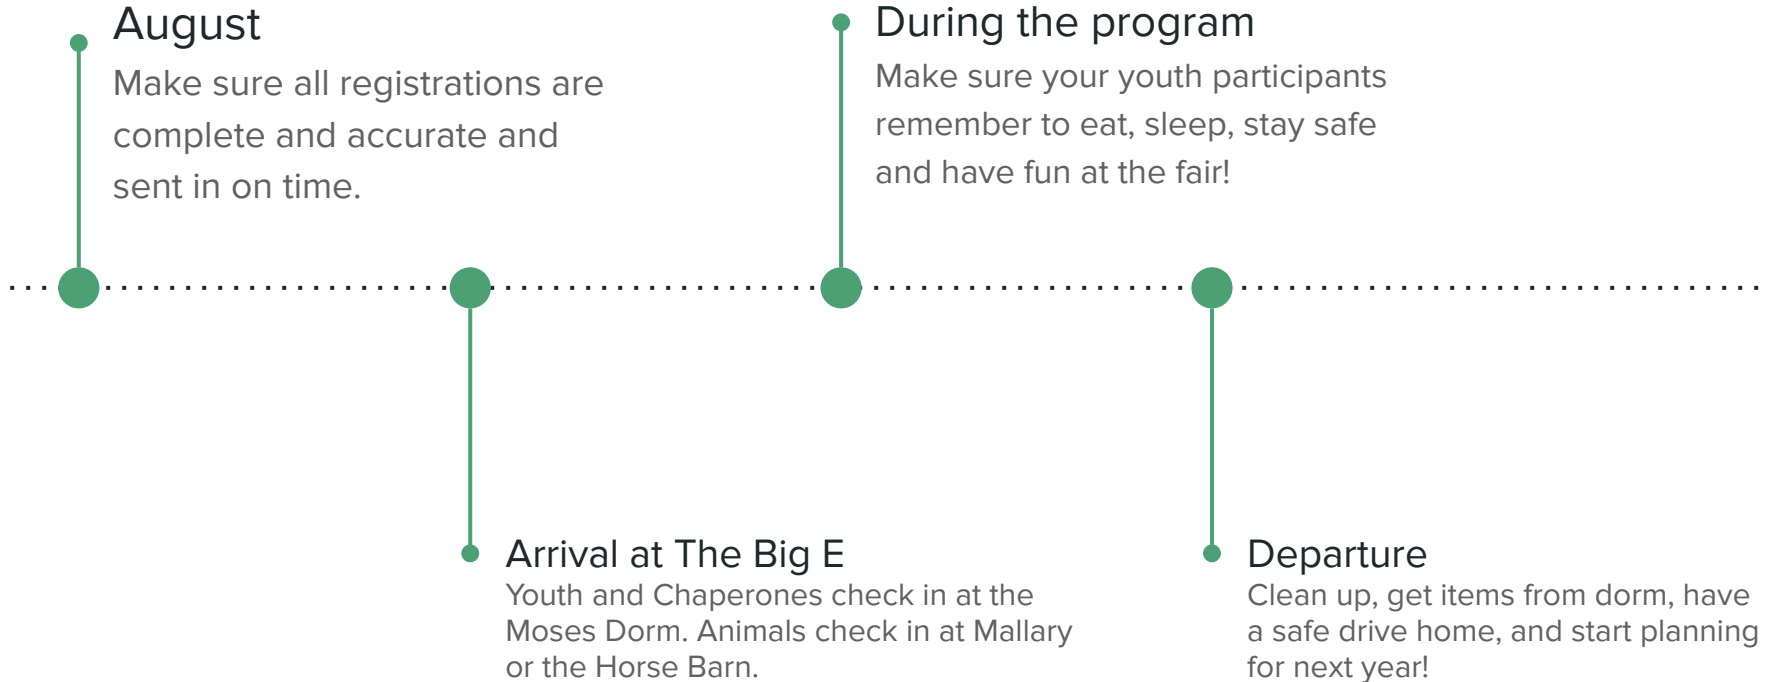 August
Make sure all registrations are
complete and accurate and
sent in on time.
During the program
Make sure your youth participants
remember to eat, sleep, stay safe
and have fun at the fair!
Arrival at The Big E
Youth and Chaperones check in at the
Moses Dorm. Animals check in at Mallary
or the Horse Barn.
Departure
Clean up, get items from dorm, have
a safe drive home, and start planning
for next year!